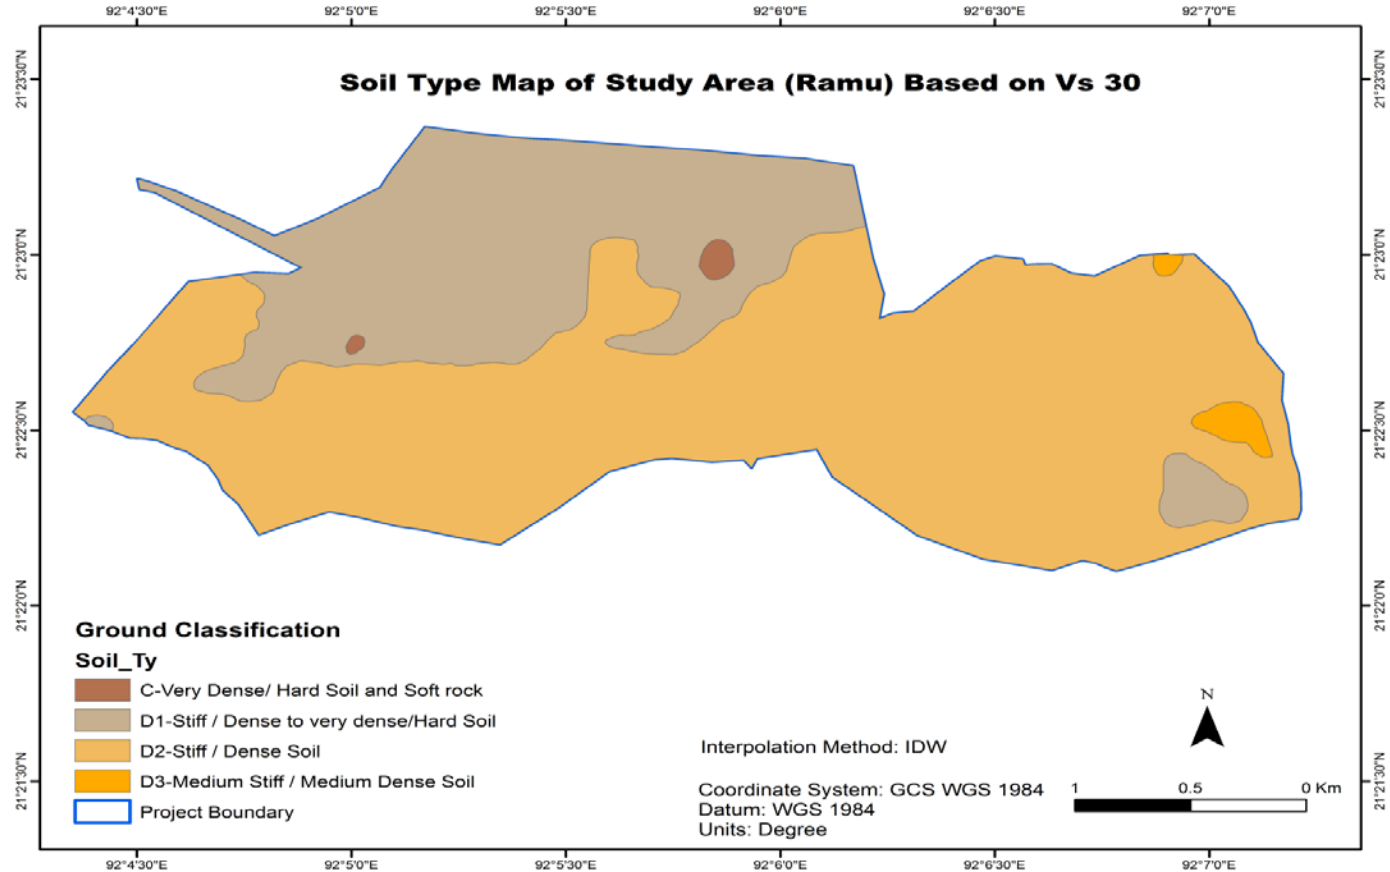 92°4'30"E 92°5'0"E 92°5'30"E 92°6'0"E 92°6'30"E 92°7'0"E
Soil Type Map of Study Area (Ramu) Based on Vs 30
21°23'30"N 21°23'30"N
21°23'0"N 21°23'0"N
21°22'30"N 21°22'30"N
21°22'0"N 21°22'0"N
21°21'30"N 21°21'30"N
Ground Classification
Soil_Ty
C-Very Dense/ Hard Soil and Soft rock
D1-Stiff / Dense to very dense/Hard Soil
D2-Stiff / Dense Soil
D3-Medium Stiff / Medium Dense Soil
Project Boundary
Interpolation Method: IDW
Coordinate System: GCS WGS 1984
Datum: WGS 1984
Units: Degree
N
1 0.5 0 Km
92°4'30"E 92°5'0"E 92°5'30"E 92°6'0"E 92°6'30"E 92°7'0"E